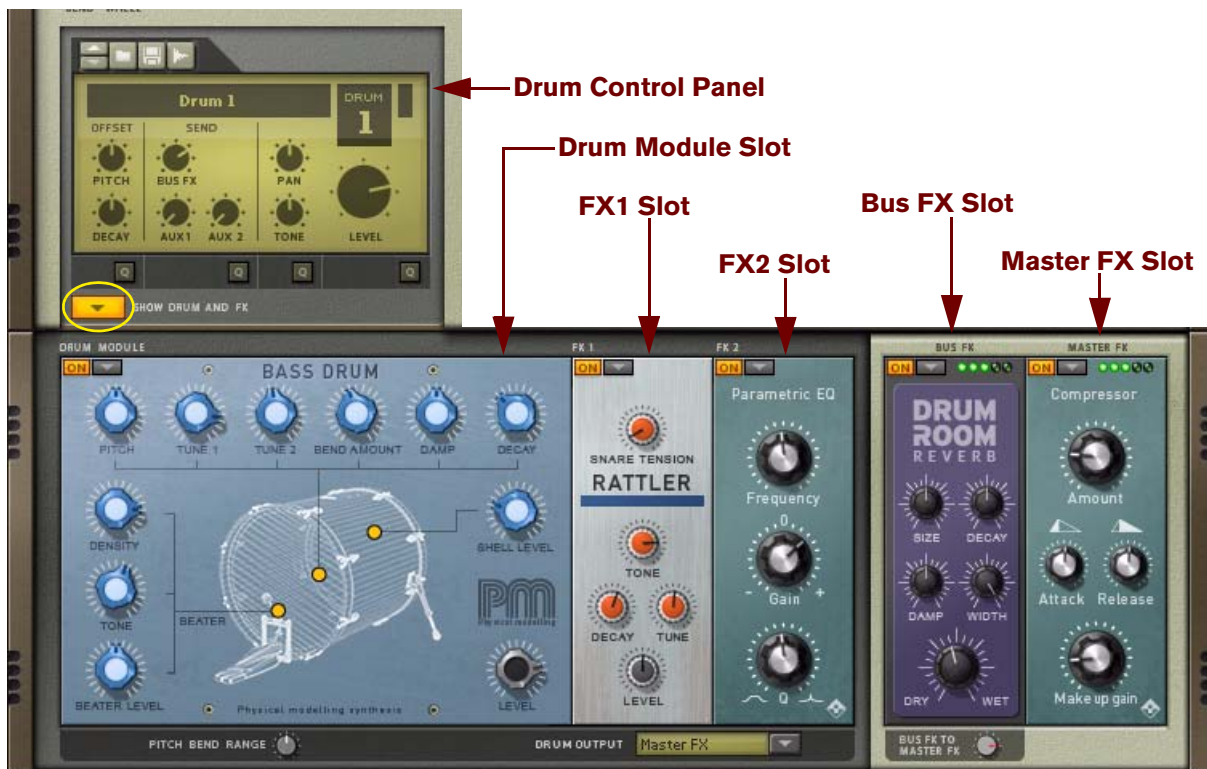 BEND WHEEL
Drum Control Panel
Drum 1
DRUM
1
OFFSET
SEND
PITCH
BUS FX
PAN
DECAY
AUX 1
AUX 2
TONE
LEVEL
Q
Q
Q
Q
SHOW DRUM AND FX
Drum Module Slot
FX1 Slot
FX2 Slot
Bus FX Slot
Master FX Slot
DRUM MODULE
ON
BASS DRUM
PITCH
TUNE 1
TUNE 2
BEND AMOUNT
DAMP
DECAY
DENSITY
SHELL LEVEL
TONE
BEATER
PM
Physical modelling
BEATER LEVEL
Physical modelling synthesis
LEVEL
FX 1
ON
SNARE TENSION
RATTLER
TONE
DECAY
TUNE
LEVEL
FX 2
ON
Parametric EQ
Frequency
0
- Gain +
Q
PITCH BEND RANGE
DRUM OUTPUT
Master FX
BUS FX
ON
DRUM
ROOM
REVERB
SIZE
DECAY
DAMP
WIDTH
DRY
WET
BUS FX TO
MASTER FX
MASTER FX
ON
Compressor
Amount
Attack
Release
Make up gain